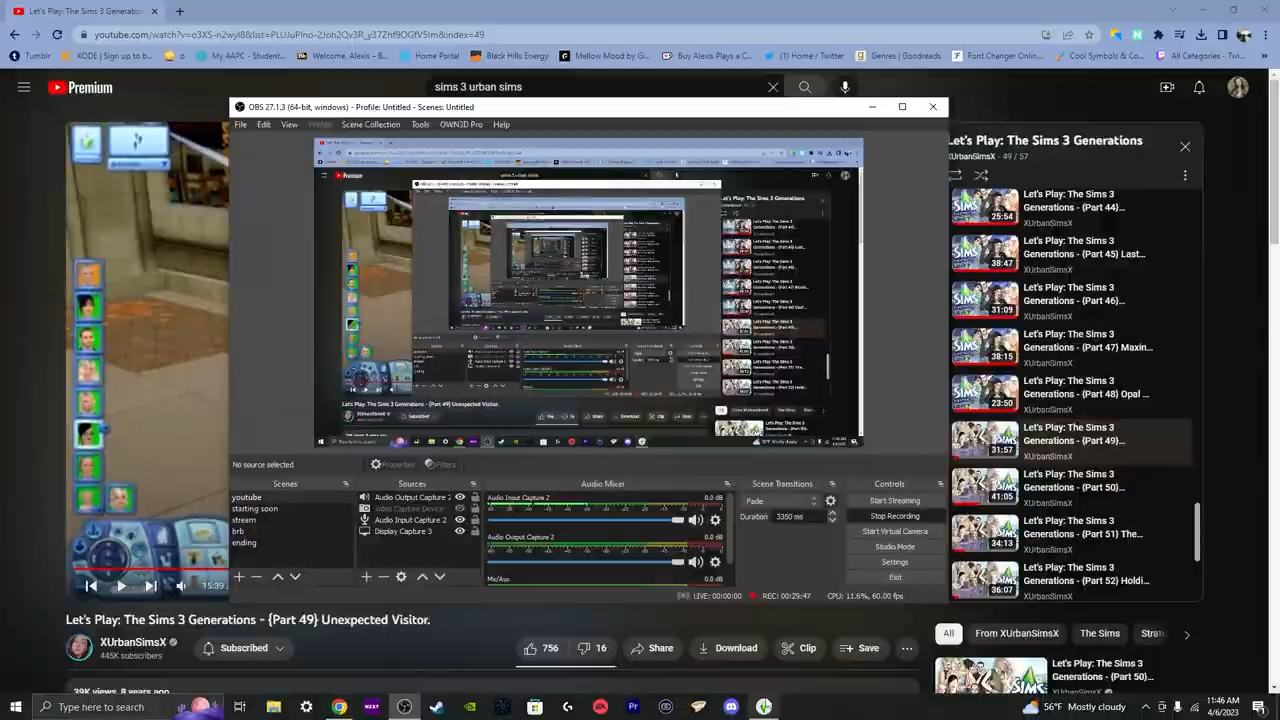 Let's Play: The Sims 3 Generation
youtube.com/watch?v=o3XS-n2wyl8&list=PLUJuPIno-2Job2Qv3R_y37Znf9OGfV5Im&index=49
Tumblr
KODE | Sign up to b...
My AAPC - Student...
Welcome, Alexis – B...
Black Hills Energy
Mellow Mood by Gi...
Buy Alexis Plays a C...
(1) Home / Twitter
Genres | Goodreads
Font Changer Onlin...
Cool Symbols & Co...
All Categories - Twi...
Premium
sims 3 urban sims
OBS 27.1.3 (64-bit, windows) - Profile: Untitled - Scenes: Untitled
File Edit View Profile Scene Collection Tools OWN3D Pro Help
Let's Play: The Sims 3 Generations
XUrbanSimsX - 49 / 57
Let's Play: The Sims 3
Generations - {Part 44}...
XUrbanSimsX
25:54
Let's Play: The Sims 3
Generations - {Part 45} Last...
XUrbanSimsX
38:47
Let's Play: The Sims 3
Generations - {Part 46}...
XUrbanSimsX
31:09
Let's Play: The Sims 3
Generations - {Part 47} Maxin...
XUrbanSimsX
38:15
Let's Play: The Sims 3
Generations - {Part 48} Opal ...
XUrbanSimsX
23:50
Let's Play: The Sims 3
Generations - {Part 49}...
XUrbanSimsX
31:57
Let's Play: The Sims 3
Generations - {Part 50}...
XUrbanSimsX
41:05
Let's Play: The Sims 3
Generations - {Part 51} The...
XUrbanSimsX
34:13
Let's Play: The Sims 3
Generations - {Part 52} Holdi...
XUrbanSimsX
36:07
Let's Play: The Sims 3 Generations - {Part 49} Unexpected Visitor.
No source selected
Properties
Filters
Scenes
youtube
starting soon
stream
brb
ending
Sources
Audio Output Capture 2
Video Capture Device
Audio Input Capture 2
Display Capture 3
Audio Mixer
Audio Input Capture 2
0.0 dB
Audio Output Capture 2
0.0 dB
Mic/Aux
0.0 dB
Scene Transitions
Fade
Duration 3350 ms
Controls
Start Streaming
Stop Recording
Start Virtual Camera
Studio Mode
Settings
Exit
LIVE: 00:00:00
REC: 00:29:47
CPU: 11.6%, 60.00 fps
15:39
Let's Play: The Sims 3 Generations - {Part 49} Unexpected Visitor.
XUrbanSimsX
445K subscribers
Subscribed
756
16
Share
Download
Clip
Save
39K views 8 years ago
All
From XUrbanSimsX
The Sims
Strate
Let's Play: The Sims 3
Generations - {Part 50}...
XUrbanSimsX
Type here to search
56°F Mostly cloudy
11:46 AM
4/6/2023